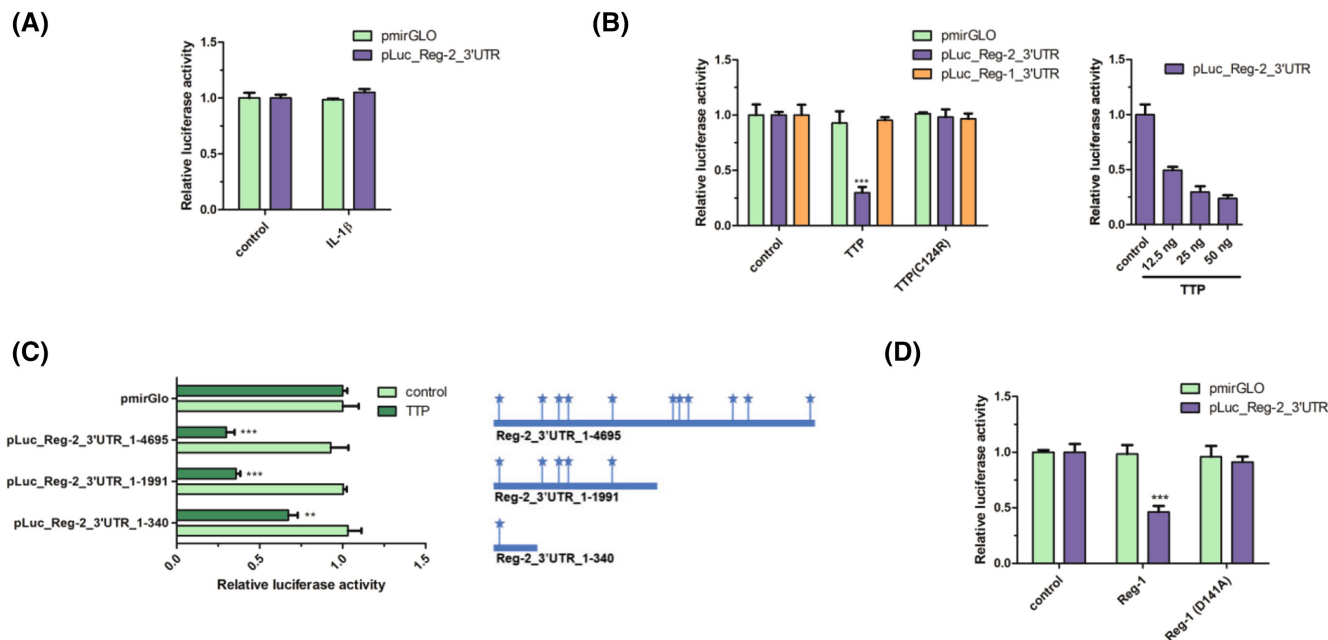 (A)
pmirGLO
pLuc_Reg-2_3'UTR
Relative luciferase activity
1.5
1.0
0.5
0.0
control
IL-1β
(B)
pmirGLO
pLuc_Reg-2_3'UTR
pLuc_Reg-1_3'UTR
Relative luciferase activity
1.5
1.0
0.5
0.0
***
control
TTP
TTP(C124R)
pLuc_Reg-2_3'UTR
Relative luciferase activity
1.5
1.0
0.5
0.0
control
12.5 ng
25 ng
50 ng
TTP
(C)
control
TTP
pmirGlo
pLuc_Reg-2_3'UTR_1-4695
***
pLuc_Reg-2_3'UTR_1-1991
***
pLuc_Reg-2_3'UTR_1-340
**
0.0 0.5 1.0 1.5
Relative luciferase activity
Reg-2_3'UTR_1-4695
Reg-2_3'UTR_1-1991
Reg-2_3'UTR_1-340
(D)
pmirGLO
pLuc_Reg-2_3'UTR
Relative luciferase activity
1.5
1.0
0.5
0.0
***
control
Reg-1
Reg-1 (D141A)